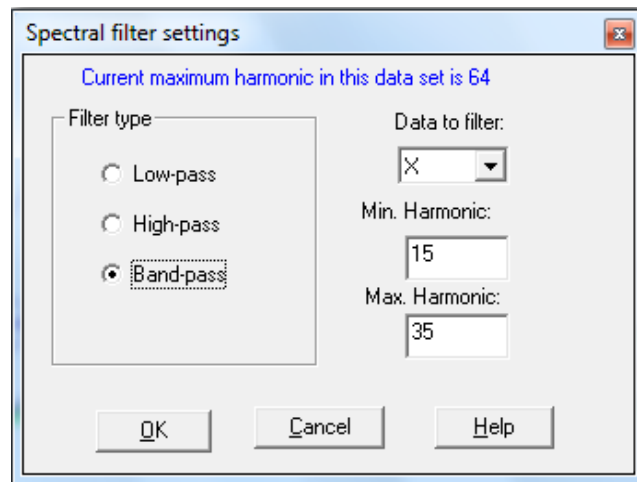 Spectral filter settings
Current maximum harmonic in this data set is 64
Filter type
Low-pass
High-pass
Band-pass
Data to filter:
X
Min. Harmonic:
15
Max. Harmonic:
35
OK
Cancel
Help